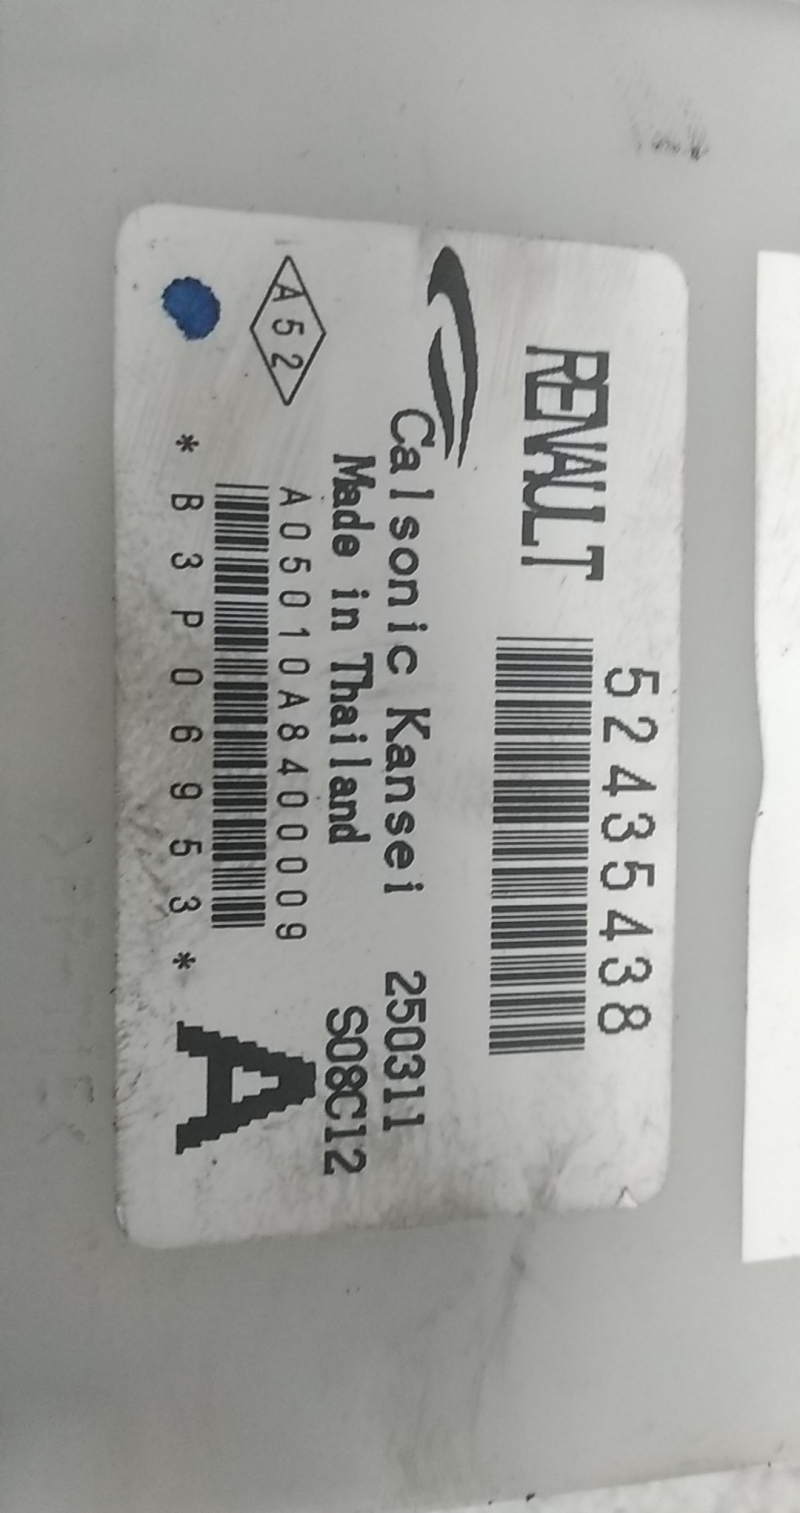 RENAULT 52435438
Calsonic Kansei 250311
Made in Thailand S08C12
A52 A05010A8400009
*B3P06953* A